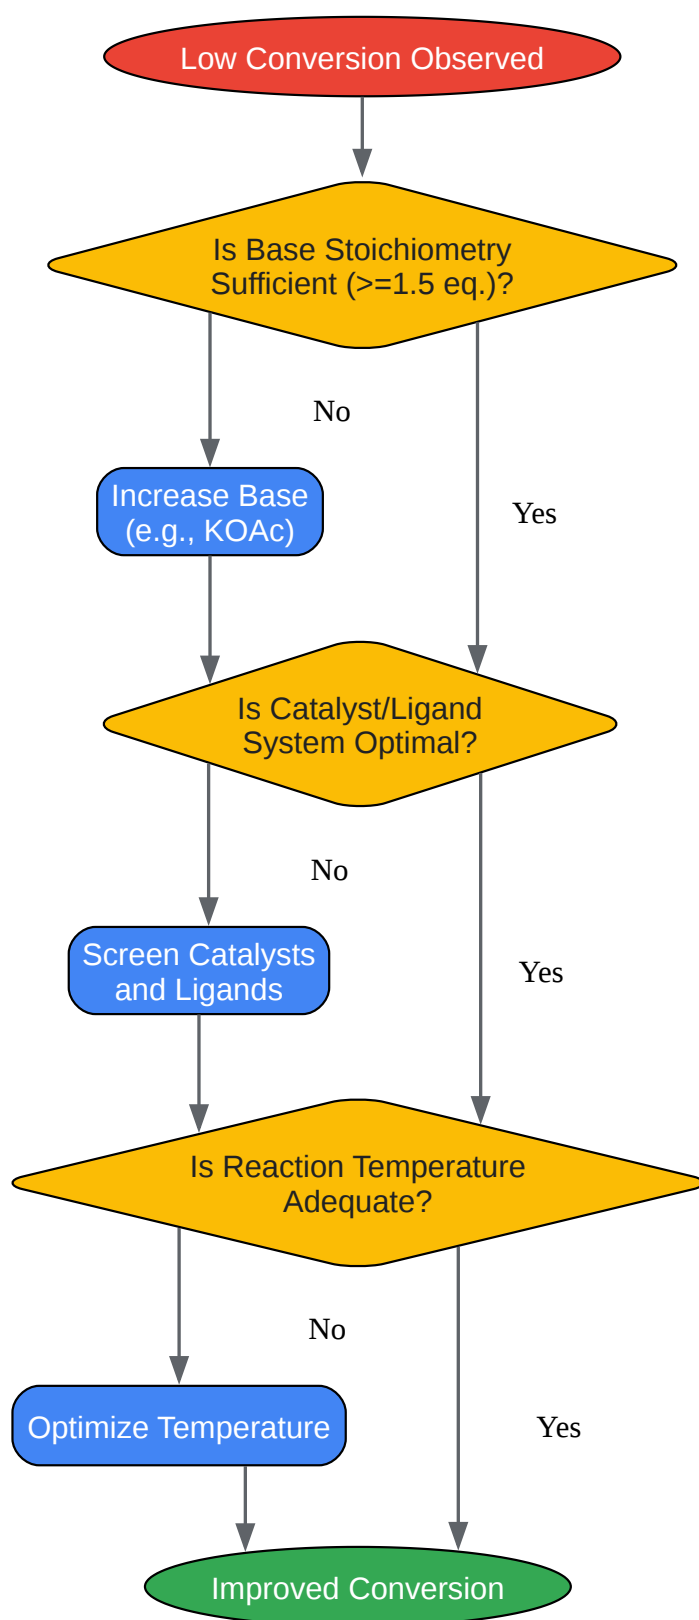 Low Conversion Observed
Is Base Stoichiometry
Sufficient (>=1.5 eq.)?
No
Increase Base
(e.g., KOAc)
Yes
Is Catalyst/Ligand
System Optimal?
No
Screen Catalysts
and Ligands
Yes
Is Reaction Temperature
Adequate?
No
Optimize Temperature
Yes
Improved Conversion